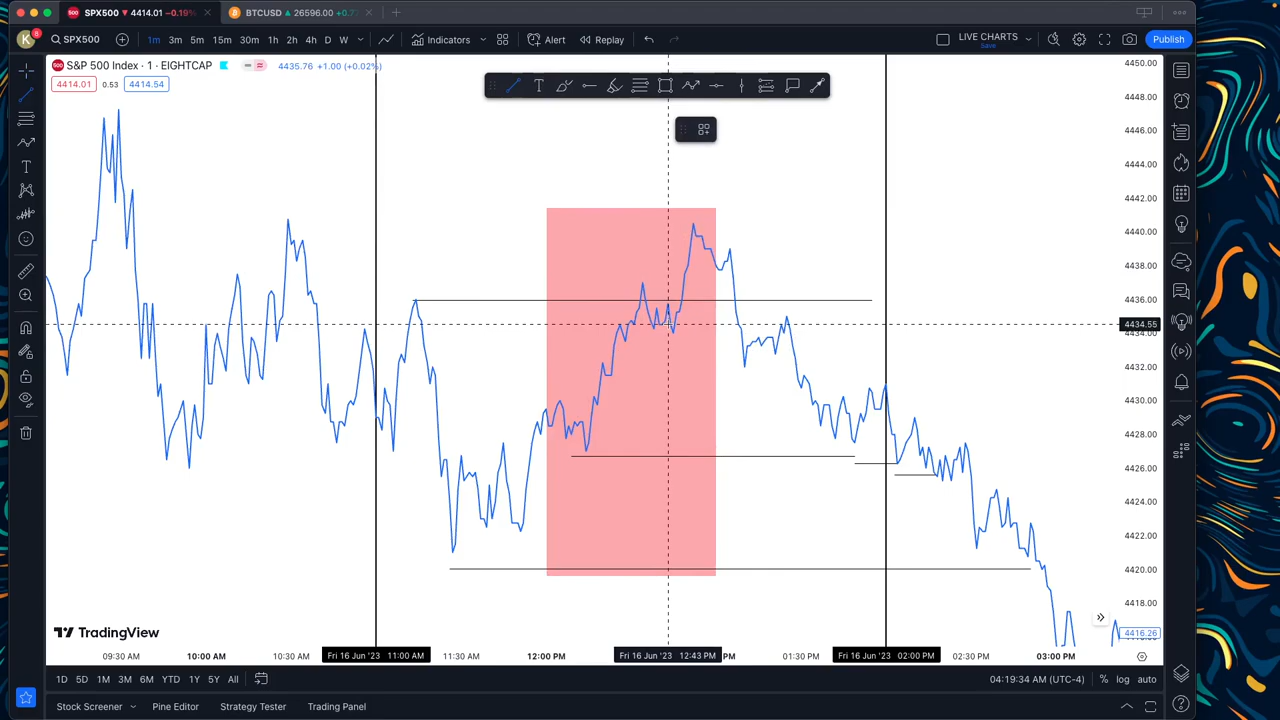 SPX500 ▼ 4414.01 −0.19% BTCUSD ▲ 26596.00 +0.7
K 8 SPX500 1m 3m 5m 15m 30m 1h 2h 4h D W Indicators Alert Replay LIVE CHARTS Save Publish
S&P 500 Index · 1 · EIGHTCAP 4435.76 +1.00 (+0.02%)
4414.01 0.53 4414.54
4450.00
4448.00
4446.00
4444.00
4442.00
4440.00
4438.00
4436.00
4434.55
4434.00
4432.00
4430.00
4428.00
4426.00
4424.00
4422.00
4420.00
4418.00
4416.26
TradingView
09:30 AM 10:00 AM 10:30 AM Fri 16 Jun '23 11:00 AM 11:30 AM 12:00 PM Fri 16 Jun '23 12:43 PM PM 01:30 PM Fri 16 Jun '23 02:00 PM 02:30 PM 03:00 PM
1D 5D 1M 3M 6M YTD 1Y 5Y All 04:19:34 AM (UTC-4) % log auto
Stock Screener Pine Editor Strategy Tester Trading Panel